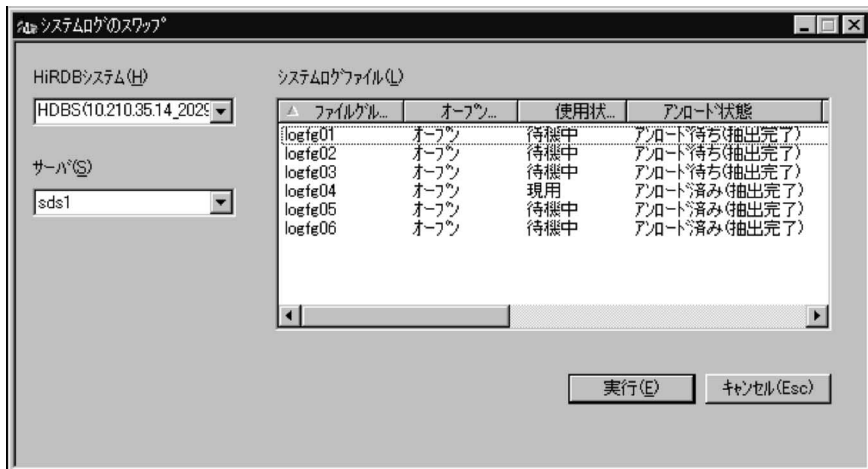 システムログのスワップ
HiRDBシステム(H)
HDBS(10.210.35.14_2029
サーバ(S)
sds1
システムログファイル(L)
ファイルグル... オープン... 使用状... アンロード状態
logfg01 オープン 待機中 アンロード待ち(抽出完了)
logfg02 オープン 待機中 アンロード待ち(抽出完了)
logfg03 オープン 待機中 アンロード待ち(抽出完了)
logfg04 オープン 現用 アンロード済み(抽出完了)
logfg05 オープン 待機中 アンロード済み(抽出完了)
logfg06 オープン 待機中 アンロード済み(抽出完了)
実行(E) キャンセル(Esc)